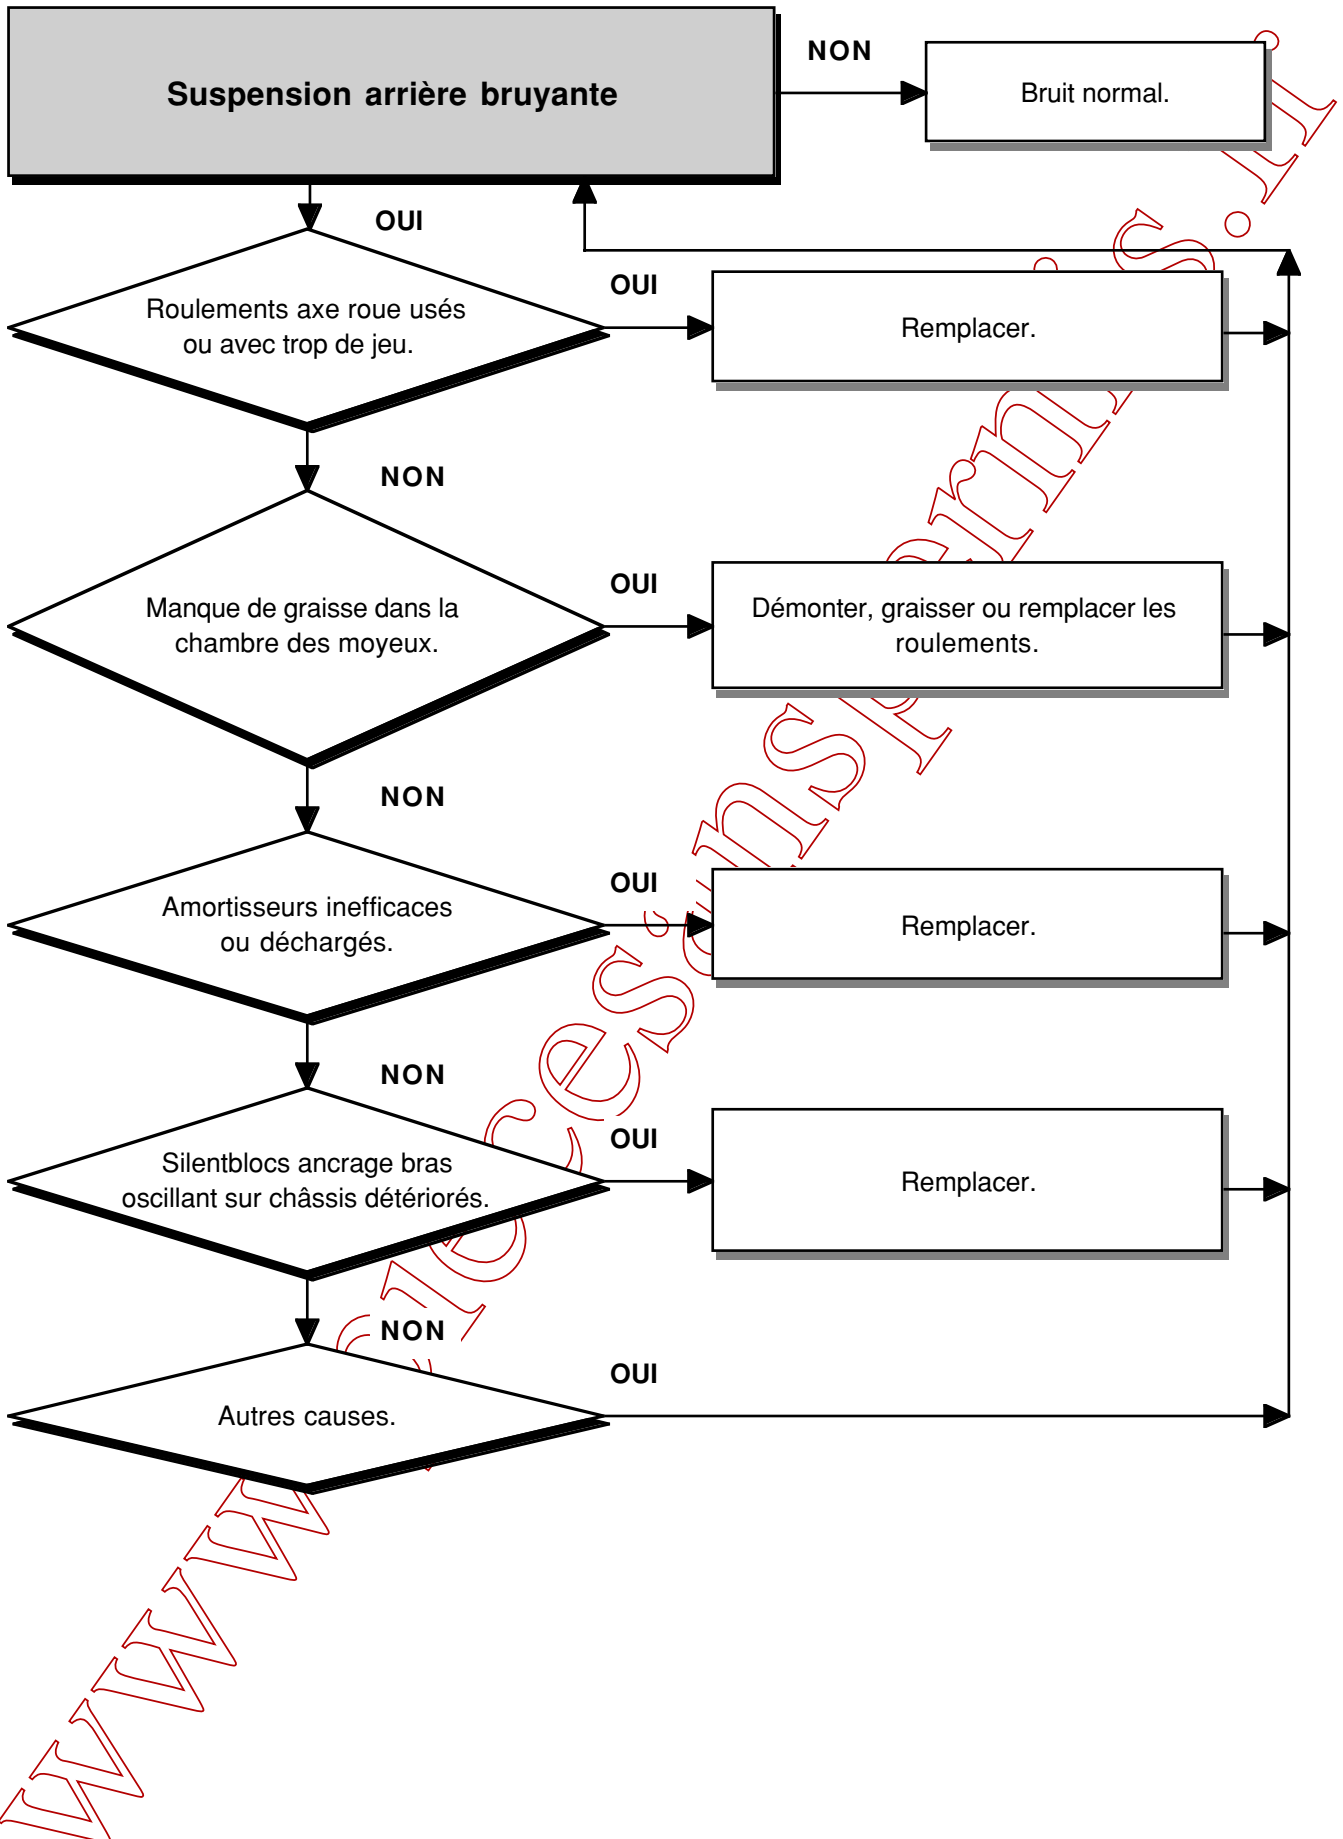 Suspension arrière bruyante
NON
Bruit normal.
OUI
Roulements axe roue usés
ou avec trop de jeu.
OUI
Remplacer.
NON
Manque de graisse dans la
chambre des moyeux.
OUI
Démonter, graisser ou remplacer les
roulements.
NON
Amortisseurs inefficaces
ou déchargés.
OUI
Remplacer.
NON
Silentblocs ancrage bras
oscillant sur châssis détériorés.
OUI
Remplacer.
NON
Autres causes.
OUI